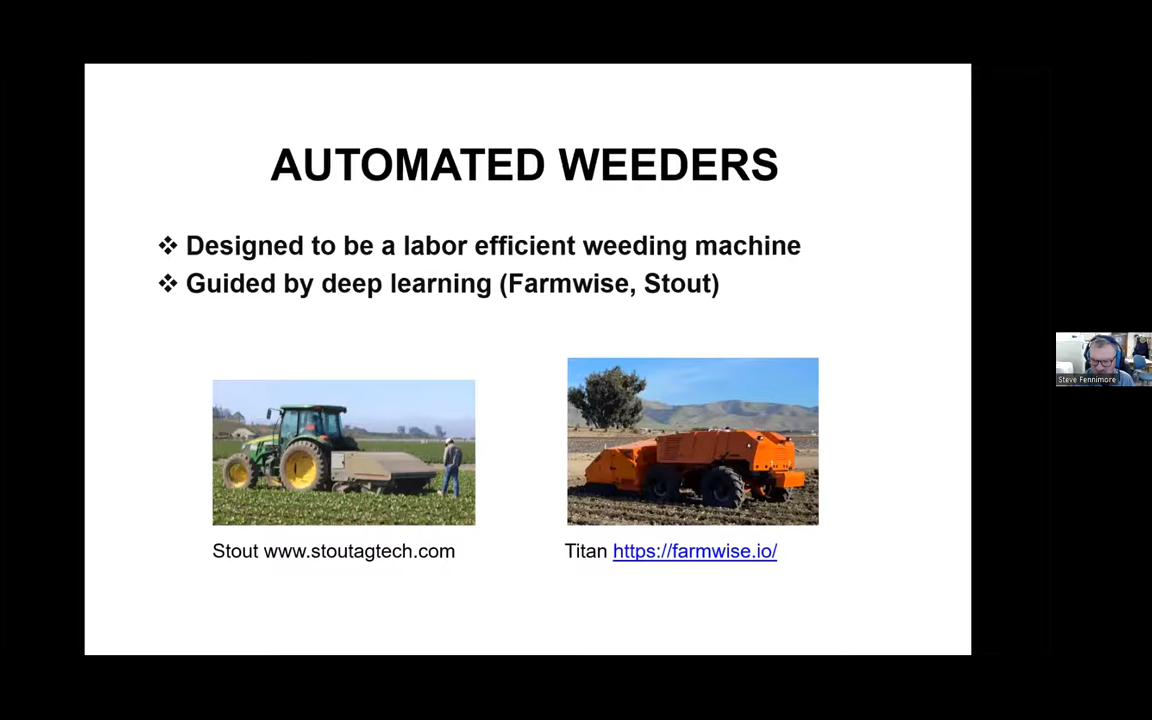 AUTOMATED WEEDERS
❖ Designed to be a labor efficient weeding machine
❖ Guided by deep learning (Farmwise, Stout)
Stout www.stoutagtech.com
Titan https://farmwise.io/
Steve Fennimore